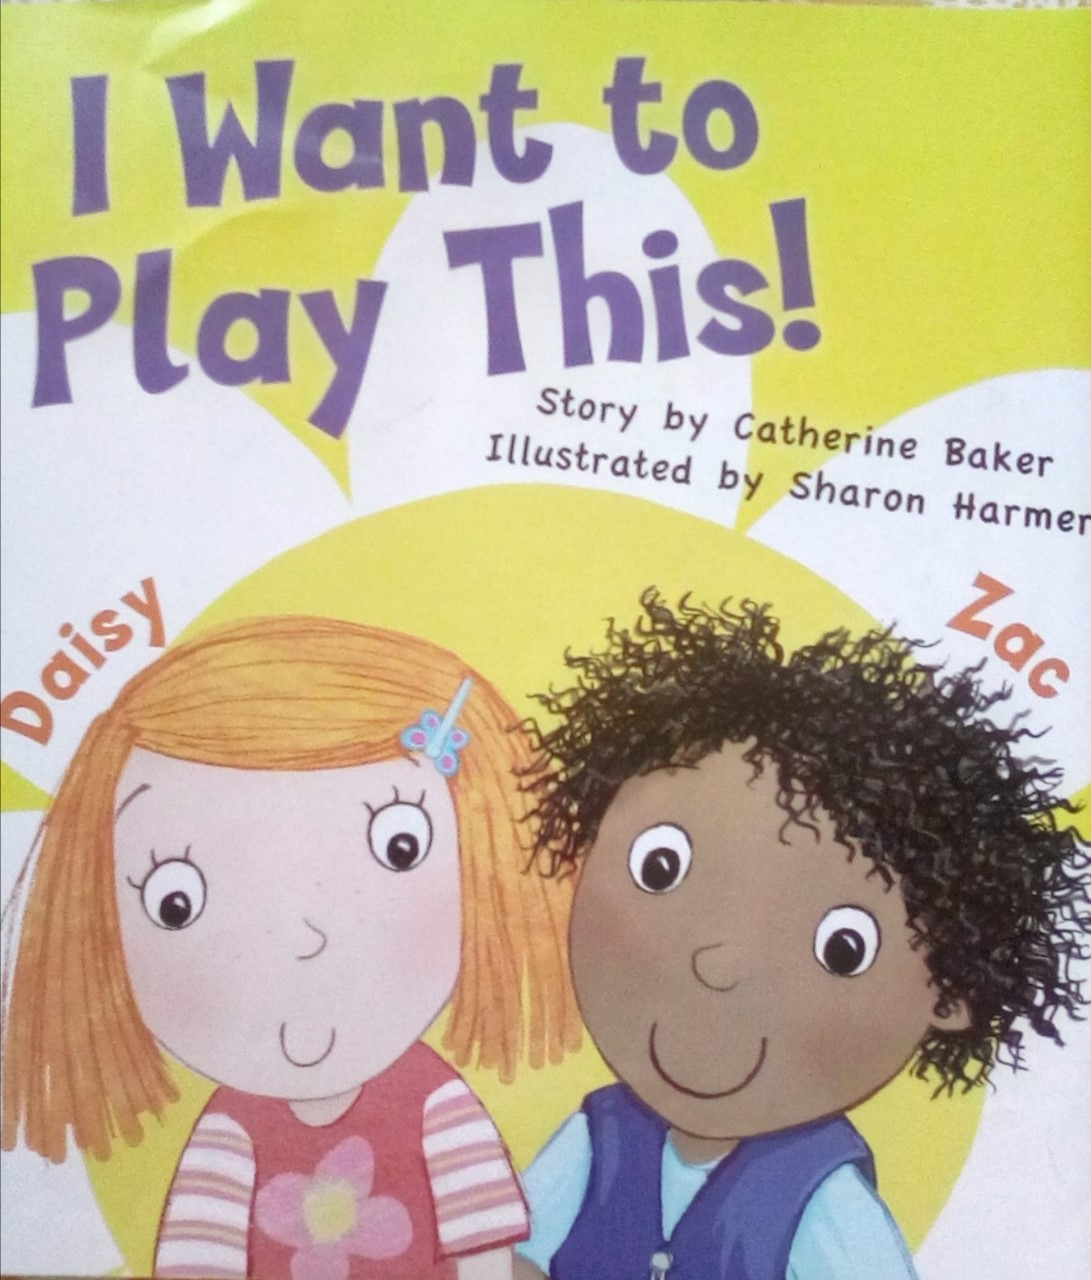 I Want to
Play This!
Story by Catherine Baker
Illustrated by Sharon Harmer
Daisy
Zac